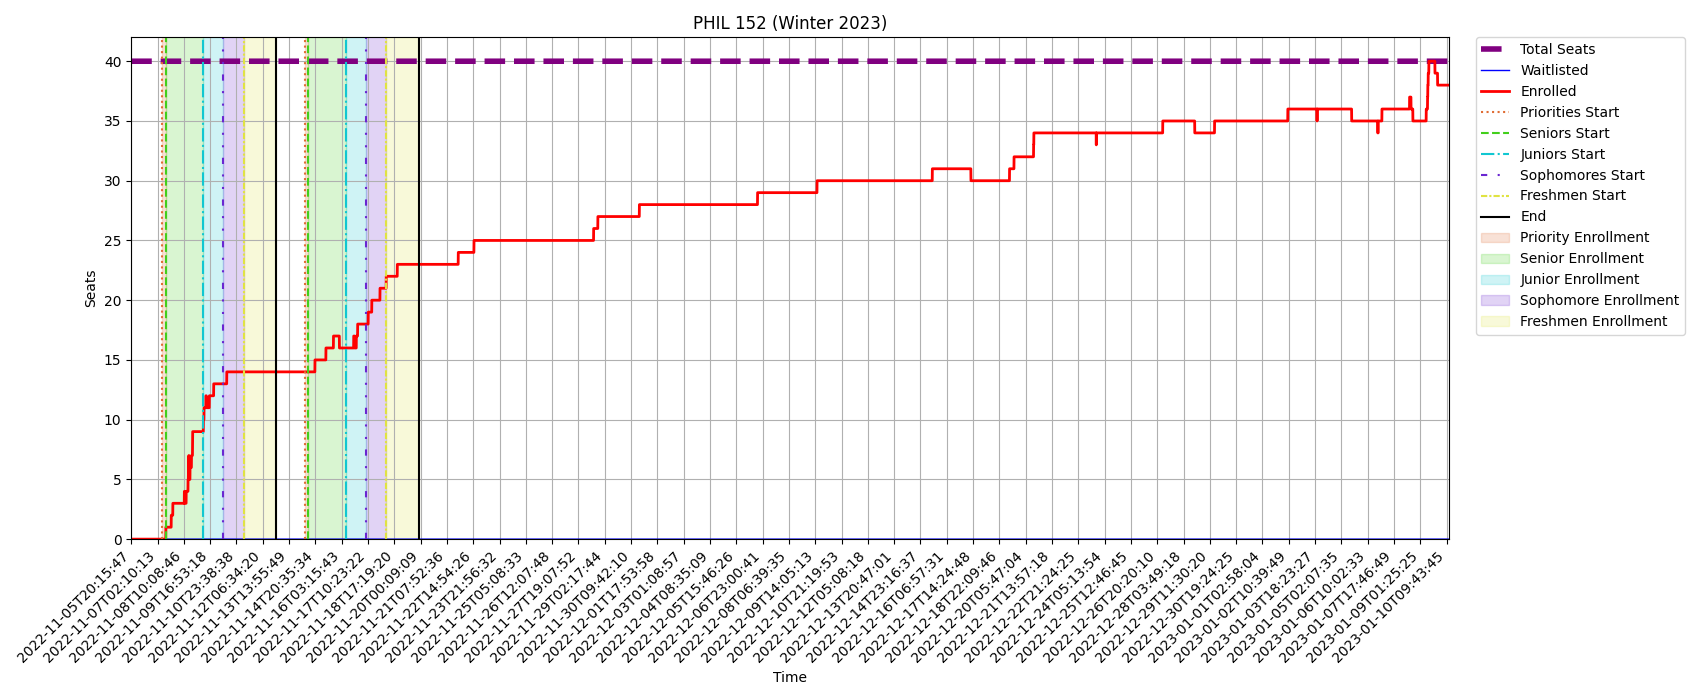 PHIL 152 (Winter 2023)
Seats
40
35
30
25
20
15
10
5
0
2022-11-05T20:15:47
2022-11-07T02:10:13
2022-11-08T10:08:46
2022-11-09T16:53:18
2022-11-10T23:38:38
2022-11-12T06:34:20
2022-11-13T13:55:49
2022-11-14T20:35:34
2022-11-16T03:15:43
2022-11-17T10:23:22
2022-11-18T17:19:20
2022-11-20T00:09:09
2022-11-21T07:52:36
2022-11-22T14:54:26
2022-11-23T21:56:32
2022-11-25T05:08:33
2022-11-26T12:07:48
2022-11-27T19:07:52
2022-11-29T02:17:44
2022-11-30T09:42:10
2022-12-01T17:53:58
2022-12-03T01:08:57
2022-12-04T08:35:09
2022-12-05T15:46:26
2022-12-06T23:00:41
2022-12-08T06:39:35
2022-12-09T14:05:13
2022-12-10T21:19:53
2022-12-12T05:08:18
2022-12-13T20:47:01
2022-12-14T23:16:37
2022-12-16T06:57:31
2022-12-17T14:24:48
2022-12-18T22:09:46
2022-12-20T05:47:04
2022-12-21T13:57:18
2022-12-22T21:24:25
2022-12-24T05:13:54
2022-12-25T12:46:45
2022-12-26T20:20:10
2022-12-28T03:49:18
2022-12-29T11:30:20
2022-12-30T19:24:25
2023-01-01T02:58:04
2023-01-02T10:39:49
2023-01-03T18:23:27
2023-01-05T02:07:35
2023-01-06T10:02:33
2023-01-07T17:46:49
2023-01-09T01:25:25
2023-01-10T09:43:45
Time
Total Seats
Waitlisted
Enrolled
Priorities Start
Seniors Start
Juniors Start
Sophomores Start
Freshmen Start
End
Priority Enrollment
Senior Enrollment
Junior Enrollment
Sophomore Enrollment
Freshmen Enrollment